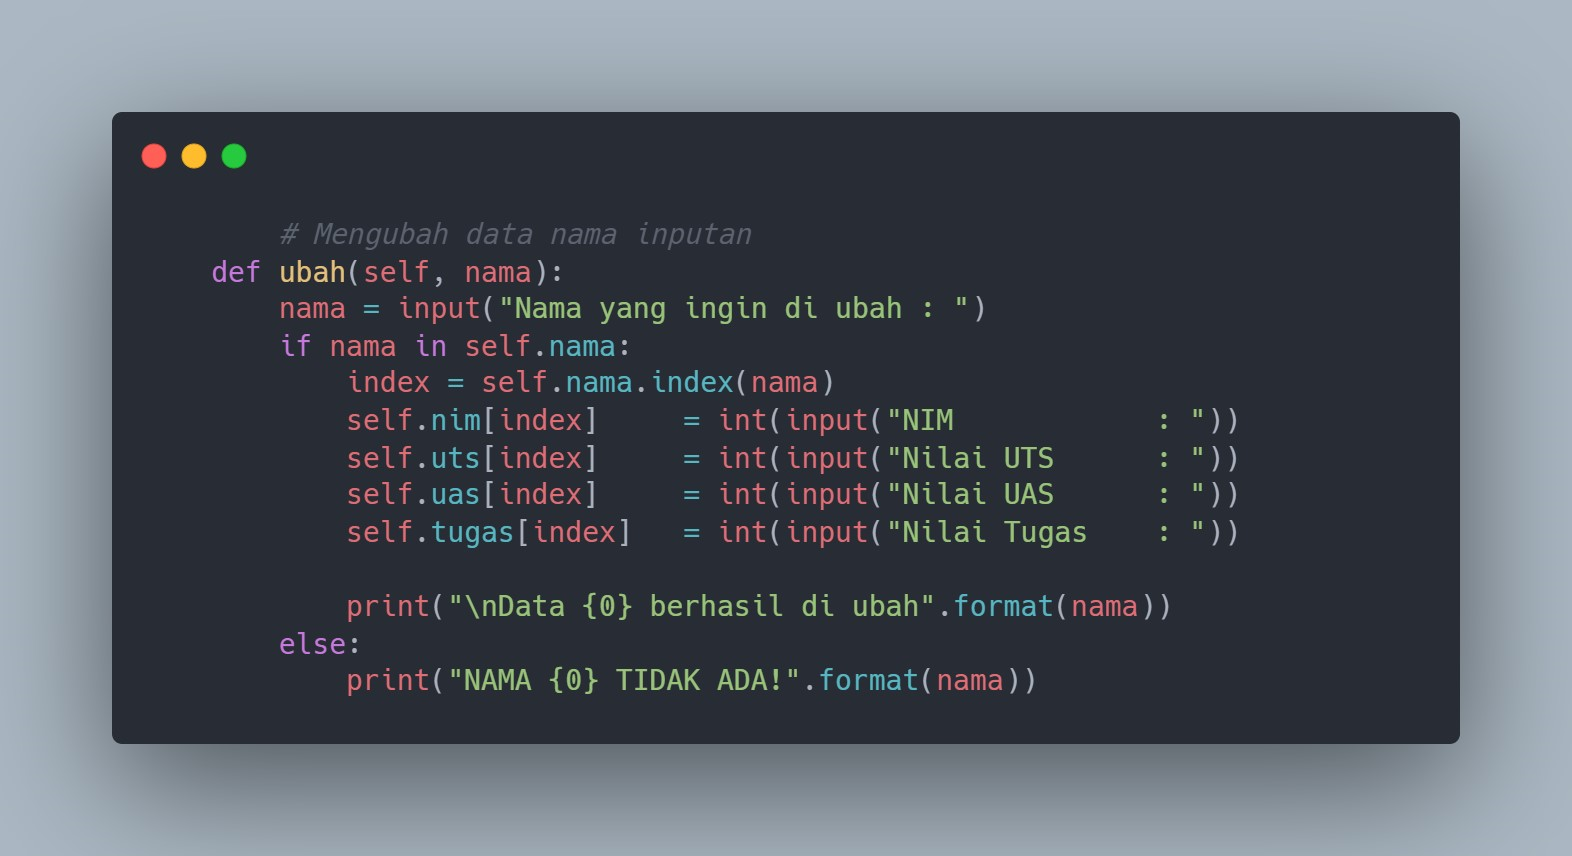 # Mengubah data nama inputan
    def ubah(self, nama):
        nama = input("Nama yang ingin di ubah : ")
        if nama in self.nama:
            index = self.nama.index(nama)
            self.nim[index]     = int(input("NIM            : "))
            self.uts[index]     = int(input("Nilai UTS      : "))
            self.uas[index]     = int(input("Nilai UAS      : "))
            self.tugas[index]   = int(input("Nilai Tugas    : "))

            print("\nData {0} berhasil di ubah".format(nama))
        else:
            print("NAMA {0} TIDAK ADA!".format(nama))